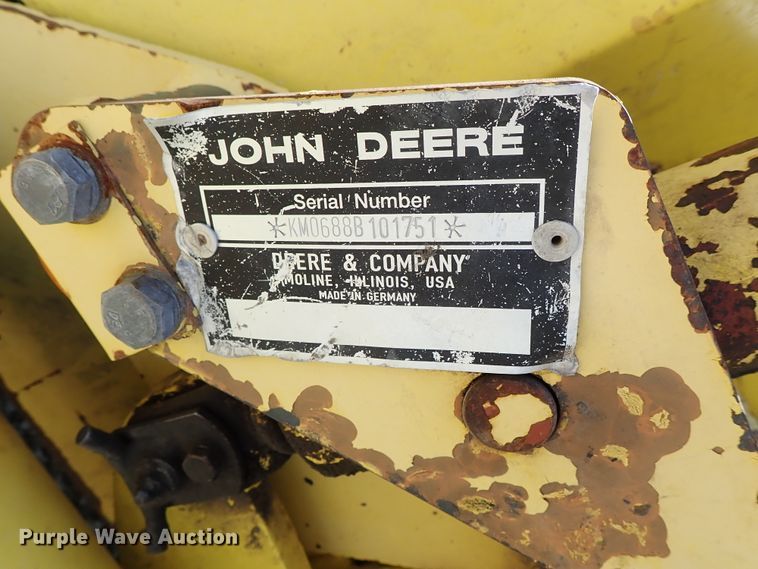 JOHN DEERE
Serial Number
*KM0688B101751*
DEERE & COMPANY
MOLINE, ILLINOIS, USA
MADE IN GERMANY
Purple Wave Auction